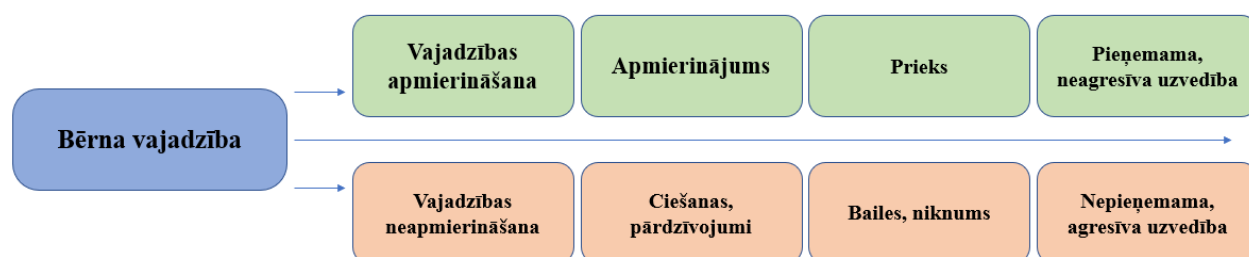 Bērna vajadzība
Vajadzības
apmierināšana
Apmierinājums
Prieks
Pieņemama,
neagresīva uzvedība
Vajadzības
neapmierināšana
Ciešanas,
pārdzīvojumi
Bailes, niknums
Nepieņemama,
agresīva uzvedība